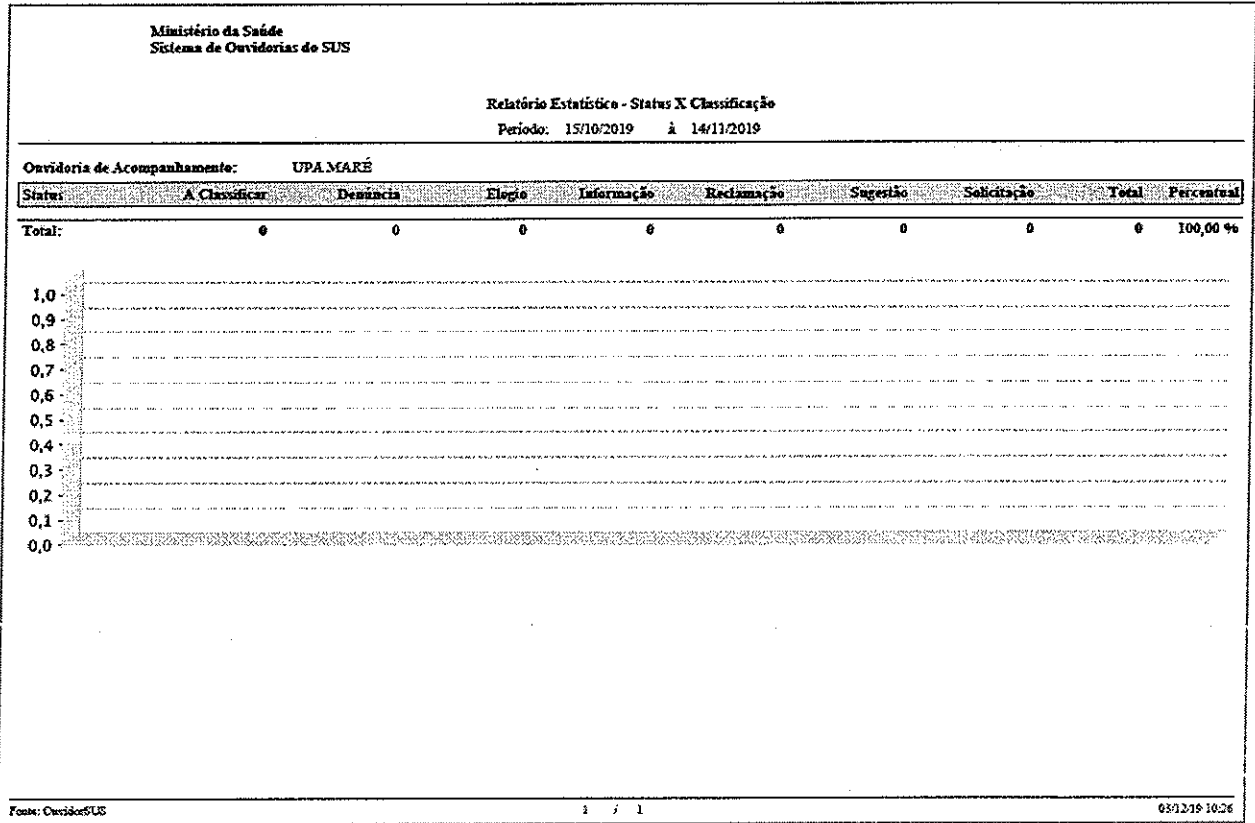 Ministério da Saúde
Sistema de Ouvidorias do SUS
Relatório Estatístico - Status X Classificação
Período: 15/10/2019 à 14/11/2019
Ouvidoria de Acompanhamento: UPA MARÉ
Status A Classificar Denúncia Elogio Informação Reclamação Sugestão Solicitação Total Percentual
Total: 0 0 0 0 0 0 0 0 100,00 %
1,0
0,9
0,8
0,7
0,6
0,5
0,4
0,3
0,2
0,1
0,0
Fonte: OuvidorSUS 1 / 1 03/12/19 10:26